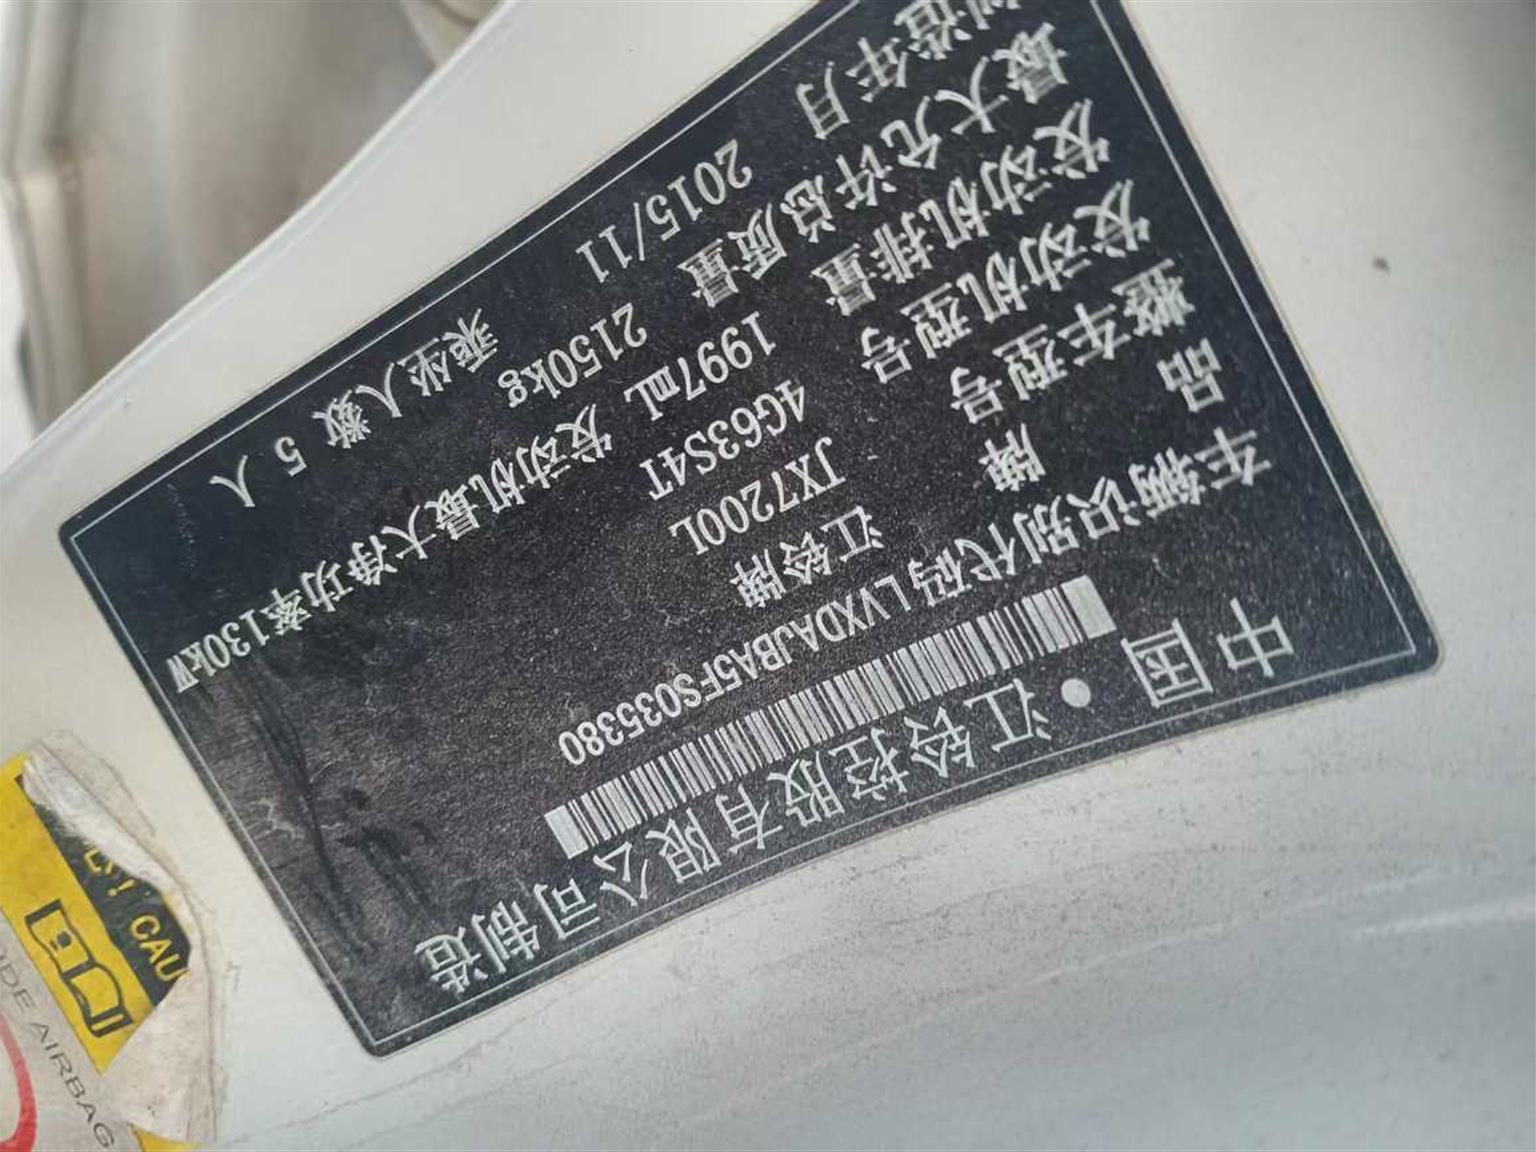 中国·江铃控股有限公司制造
车辆识别代码 LVXDAJBA5FS035380
品牌 江铃牌
整车型号 JX7200L
发动机型号 4G63S4T
发动机排量 1997mL 发动机最大净功率130kW
最大允许总质量 2150kg
制造年月 2015/11 乘坐人数 5 人
CAU
AIRBAG